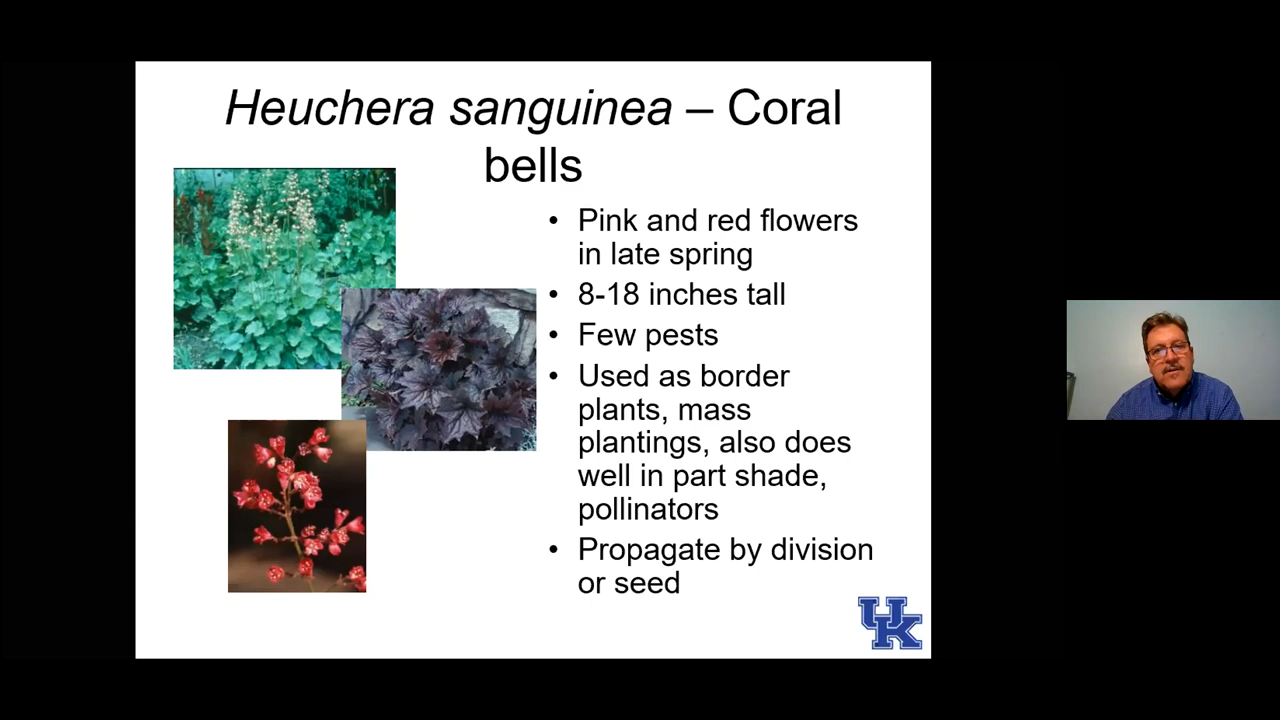 Heuchera sanguinea – Coral
bells
• Pink and red flowers
in late spring
• 8-18 inches tall
• Few pests
• Used as border
plants, mass
plantings, also does
well in part shade,
pollinators
• Propagate by division
or seed
UK